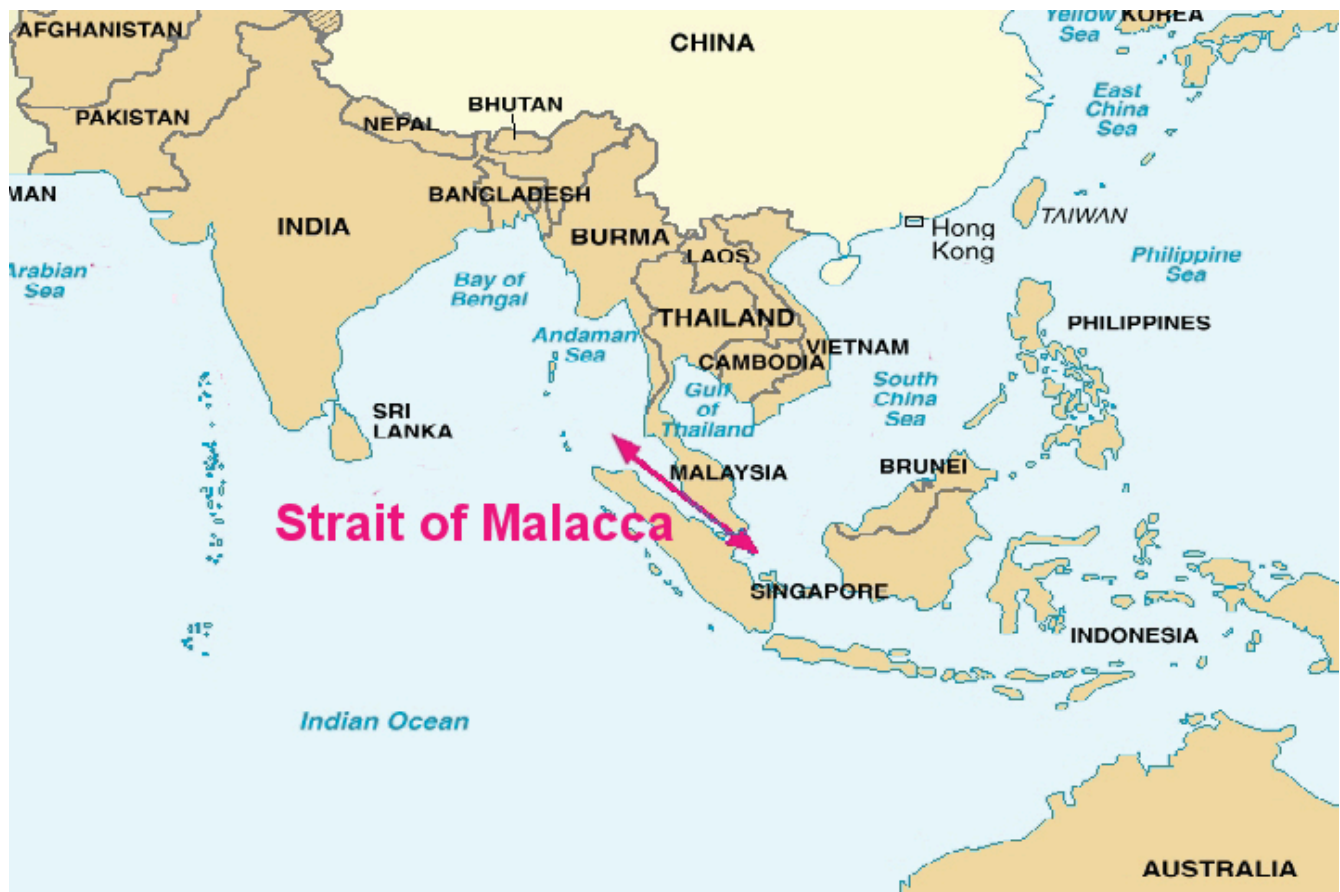 Yellow
Sea
KOREA
AFGHANISTAN
CHINA
East
China
Sea
PAKISTAN
BHUTAN
NEPAL
MAN
BANGLADESH
INDIA
BURMA
TAIWAN
Hong
Kong
LAOS
Arabian
Sea
Bay of
Bengal
Philippine
Sea
THAILAND
PHILIPPINES
Andaman
Sea
VIETNAM
CAMBODIA
SRI
LANKA
Gulf
of
Thailand
South
China
Sea
MALAYSIA
BRUNEI
Strait of Malacca
SINGAPORE
INDONESIA
Indian Ocean
AUSTRALIA